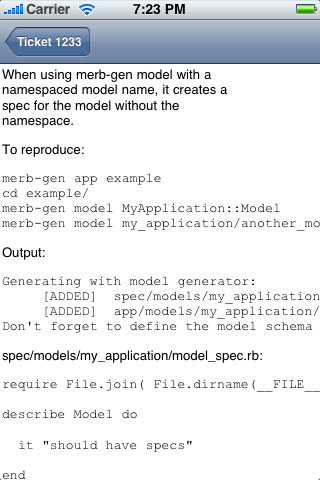 Carrier 7:23 PM
Ticket 1233
When using merb-gen model with a
namespaced model name, it creates a
spec for the model without the
namespace.
To reproduce:
merb-gen app example
cd example/
merb-gen model MyApplication::Model
merb-gen model my_application/another_mo
Output:
Generating with model generator:
[ADDED]  spec/models/my_application
[ADDED]  app/models/my_application/
Don't forget to define the model schema
spec/models/my_application/model_spec.rb:
require File.join( File.dirname(__FILE__
describe Model do
it "should have specs"
end